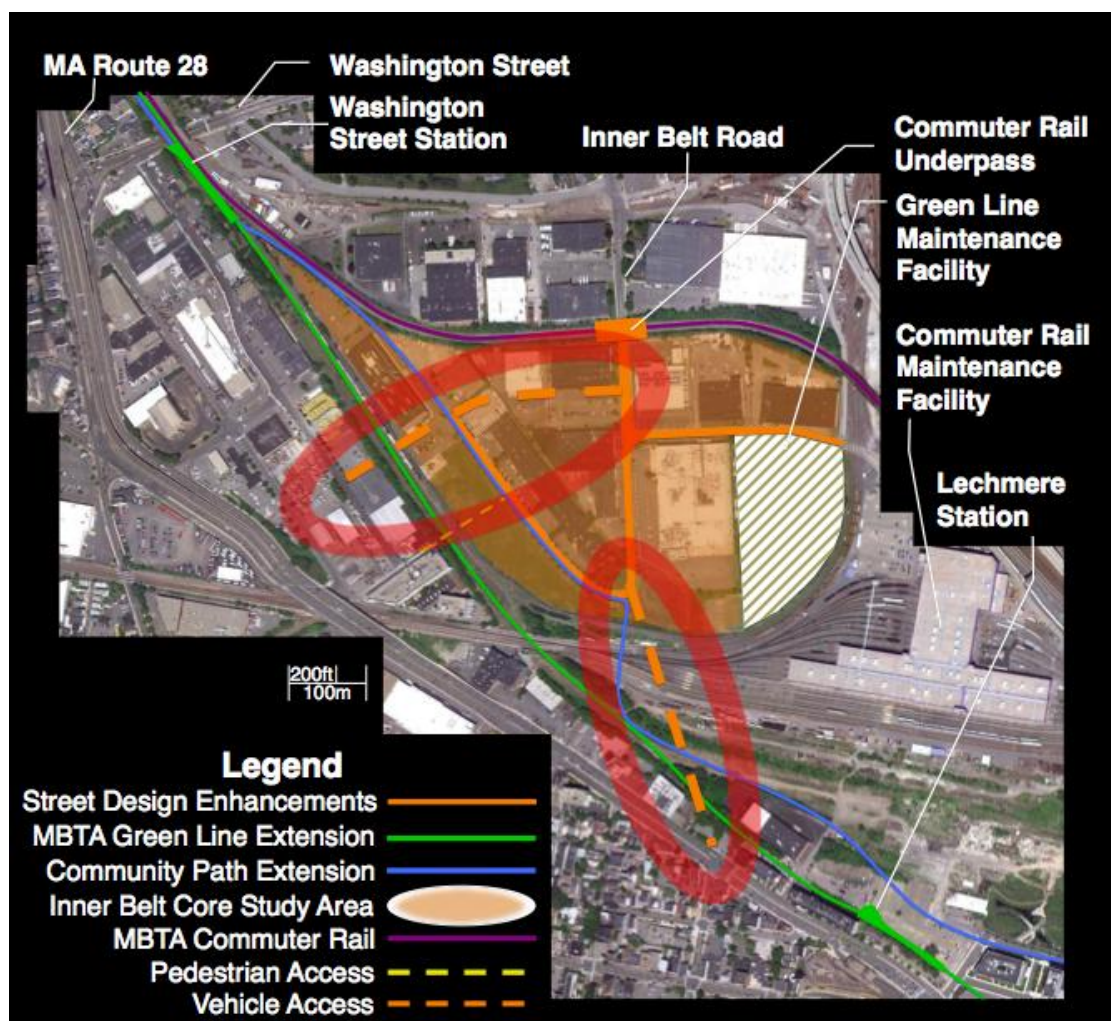 MA Route 28
Washington Street
Washington
Street Station
Inner Belt Road
Commuter Rail
Underpass
Green Line
Maintenance
Facility
Commuter Rail
Maintenance
Facility
Lechmere
Station
200ft
100m
Legend
Street Design Enhancements
MBTA Green Line Extension
Community Path Extension
Inner Belt Core Study Area
MBTA Commuter Rail
Pedestrian Access
Vehicle Access